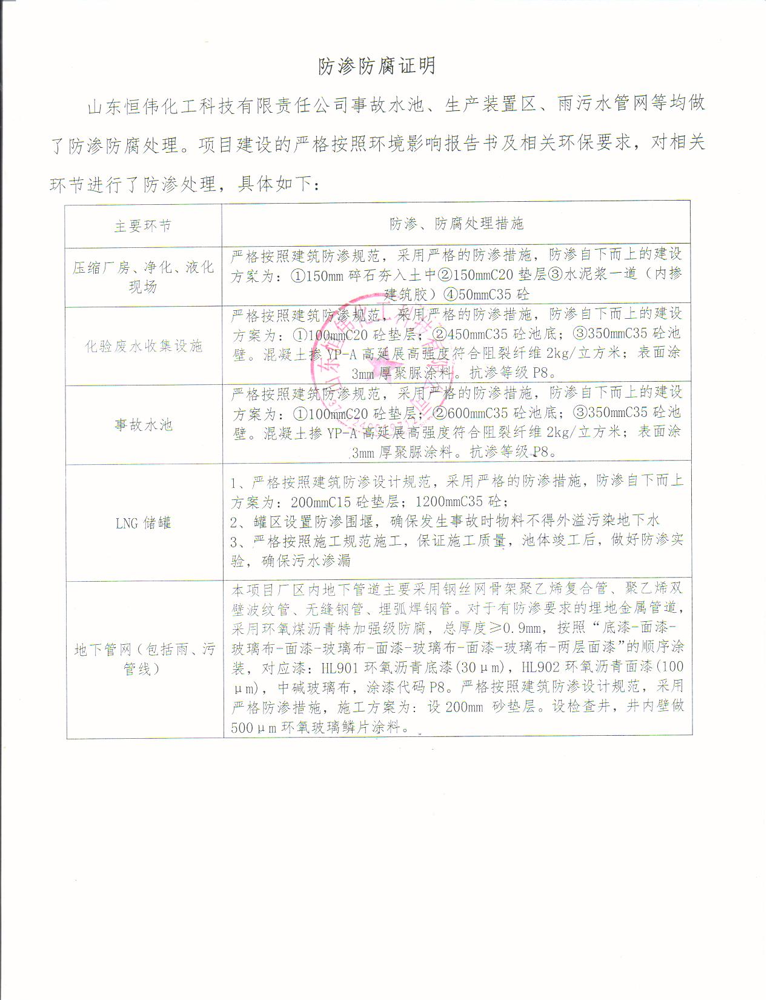 防渗防腐证明
山东恒伟化工科技有限责任公司事故水池、生产装置区、雨污水管网等均做
了防渗防腐处理。项目建设的严格按照环境影响报告书及相关环保要求，对相关
环节进行了防渗处理，具体如下：
主要环节
防渗、防腐处理措施
压缩厂房、净化、液化
现场
严格按照建筑防渗规范，采用严格的防渗措施，防渗自下而上的建设
方案为：①150mm 碎石夯入土中②150mmC20 垫层③水泥浆一道（内掺
建筑胶）④50mmC35 砼
化验废水收集设施
严格按照建筑防渗规范，采用严格的防渗措施，防渗自下而上的建设
方案为：①100mmC20 砼垫层；②450mmC35 砼池底；③350mmC35 砼池
壁。混凝土掺 YP-A 高延展高强度符合阻裂纤维 2kg/立方米；表面涂
3mm 厚聚脲涂料。抗渗等级 P8。
事故水池
严格按照建筑防渗规范，采用严格的防渗措施，防渗自下而上的建设
方案为：①100mmC20 砼垫层；②600mmC35 砼池底；③350mmC35 砼池
壁。混凝土掺 YP-A 高延展高强度符合阻裂纤维 2kg/立方米；表面涂
3mm 厚聚脲涂料。抗渗等级 P8。
LNG 储罐
1、严格按照建筑防渗设计规范，采用严格的防渗措施，防渗自下而上
方案为：200mmC15 砼垫层；1200mmC35 砼；
2、罐区设置防渗围堰，确保发生事故时物料不得外溢污染地下水
3、严格按照施工规范施工，保证施工质量，池体竣工后，做好防渗实
验，确保污水渗漏
地下管网（包括雨、污
管线）
本项目厂区内地下管道主要采用钢丝网骨架聚乙烯复合管、聚乙烯双
壁波纹管、无缝钢管、埋弧焊钢管。对于有防渗要求的埋地金属管道，
采用环氧煤沥青特加强级防腐，总厚度≥0.9mm，按照“底漆-面漆-
玻璃布-面漆-玻璃布-面漆-玻璃布-面漆-玻璃布-两层面漆”的顺序涂
装，对应漆：HL901 环氧沥青底漆(30μm)，HL902 环氧沥青面漆(100
μm)，中碱玻璃布，涂漆代码 P8。严格按照建筑防渗设计规范，采用
严格防渗措施，施工方案为：设 200mm 砂垫层。设检查井，井内壁做
500μm 环氧玻璃鳞片涂料。